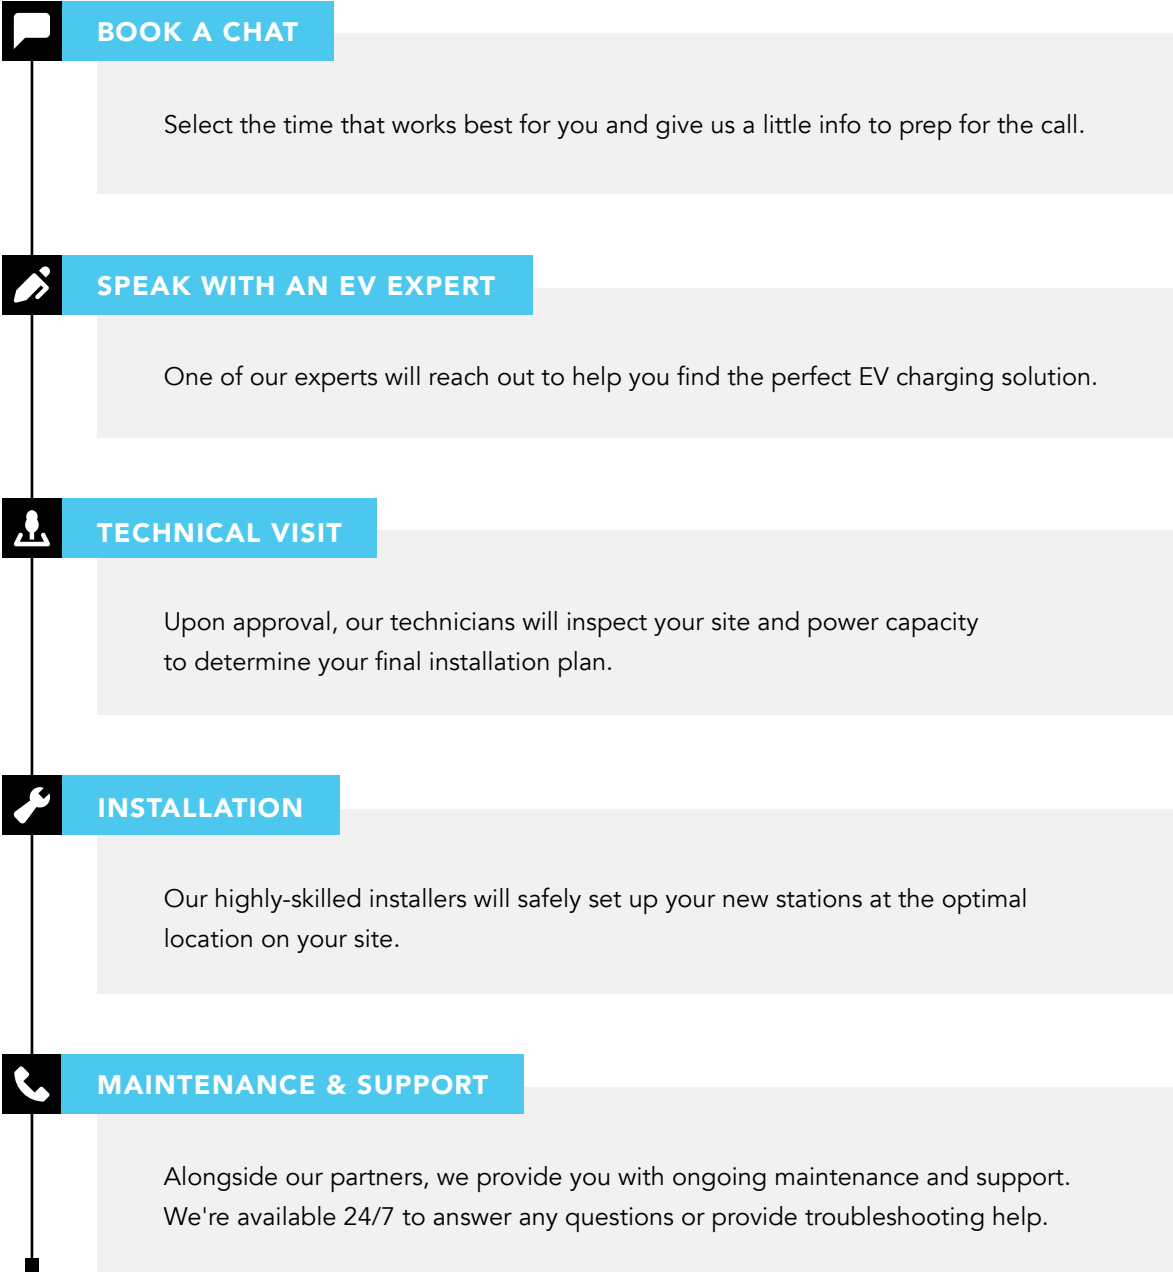 BOOK A CHAT
Select the time that works best for you and give us a little info to prep for the call.
SPEAK WITH AN EV EXPERT
One of our experts will reach out to help you find the perfect EV charging solution.
TECHNICAL VISIT
Upon approval, our technicians will inspect your site and power capacity
to determine your final installation plan.
INSTALLATION
Our highly-skilled installers will safely set up your new stations at the optimal
location on your site.
MAINTENANCE & SUPPORT
Alongside our partners, we provide you with ongoing maintenance and support.
We're available 24/7 to answer any questions or provide troubleshooting help.